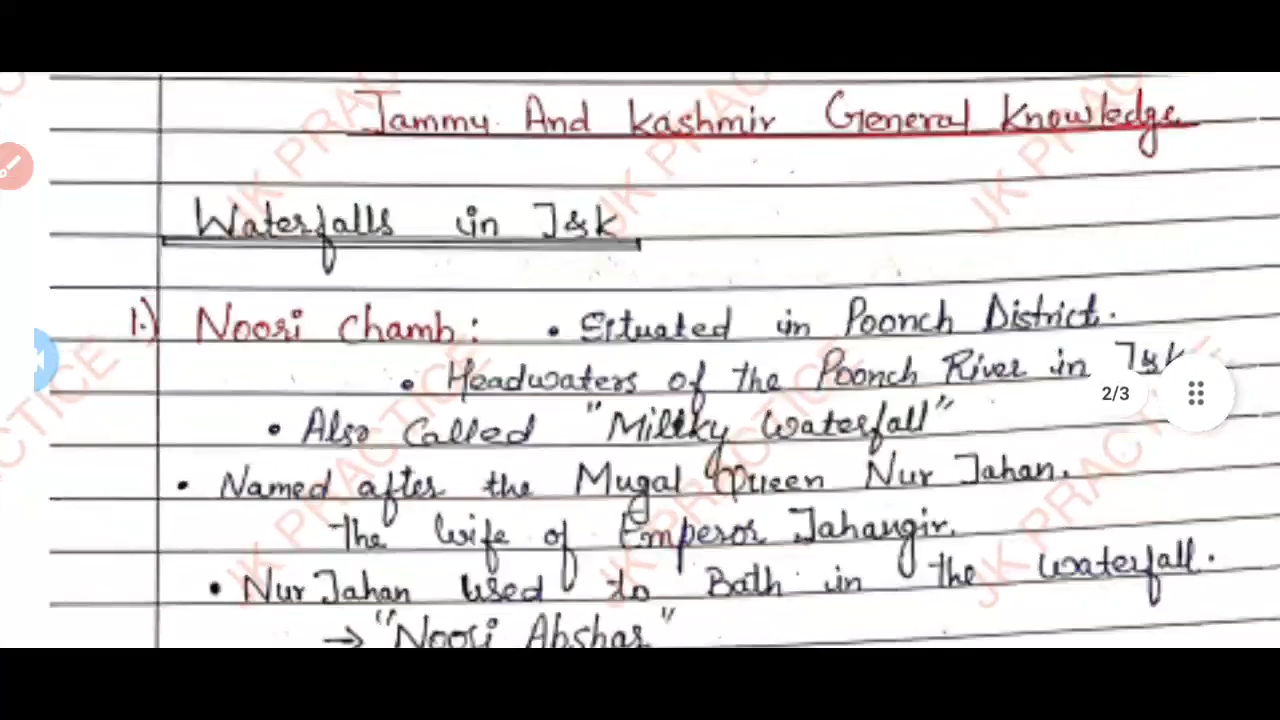 Jammu And Kashmir General Knowledge
Waterfalls in J&K
1.) Noori Chamb: • Situated in Poonch District.
• Headwaters of the Poonch River in J&K
2/3
• Also Called "Milky Waterfall"
• Named after the Mugal Queen Nur Jahan.
The Wife of Emperor Jahangir.
• Nur Jahan used to Bath in the waterfall.
→ "Noori Abshar"
JK PRACTICE